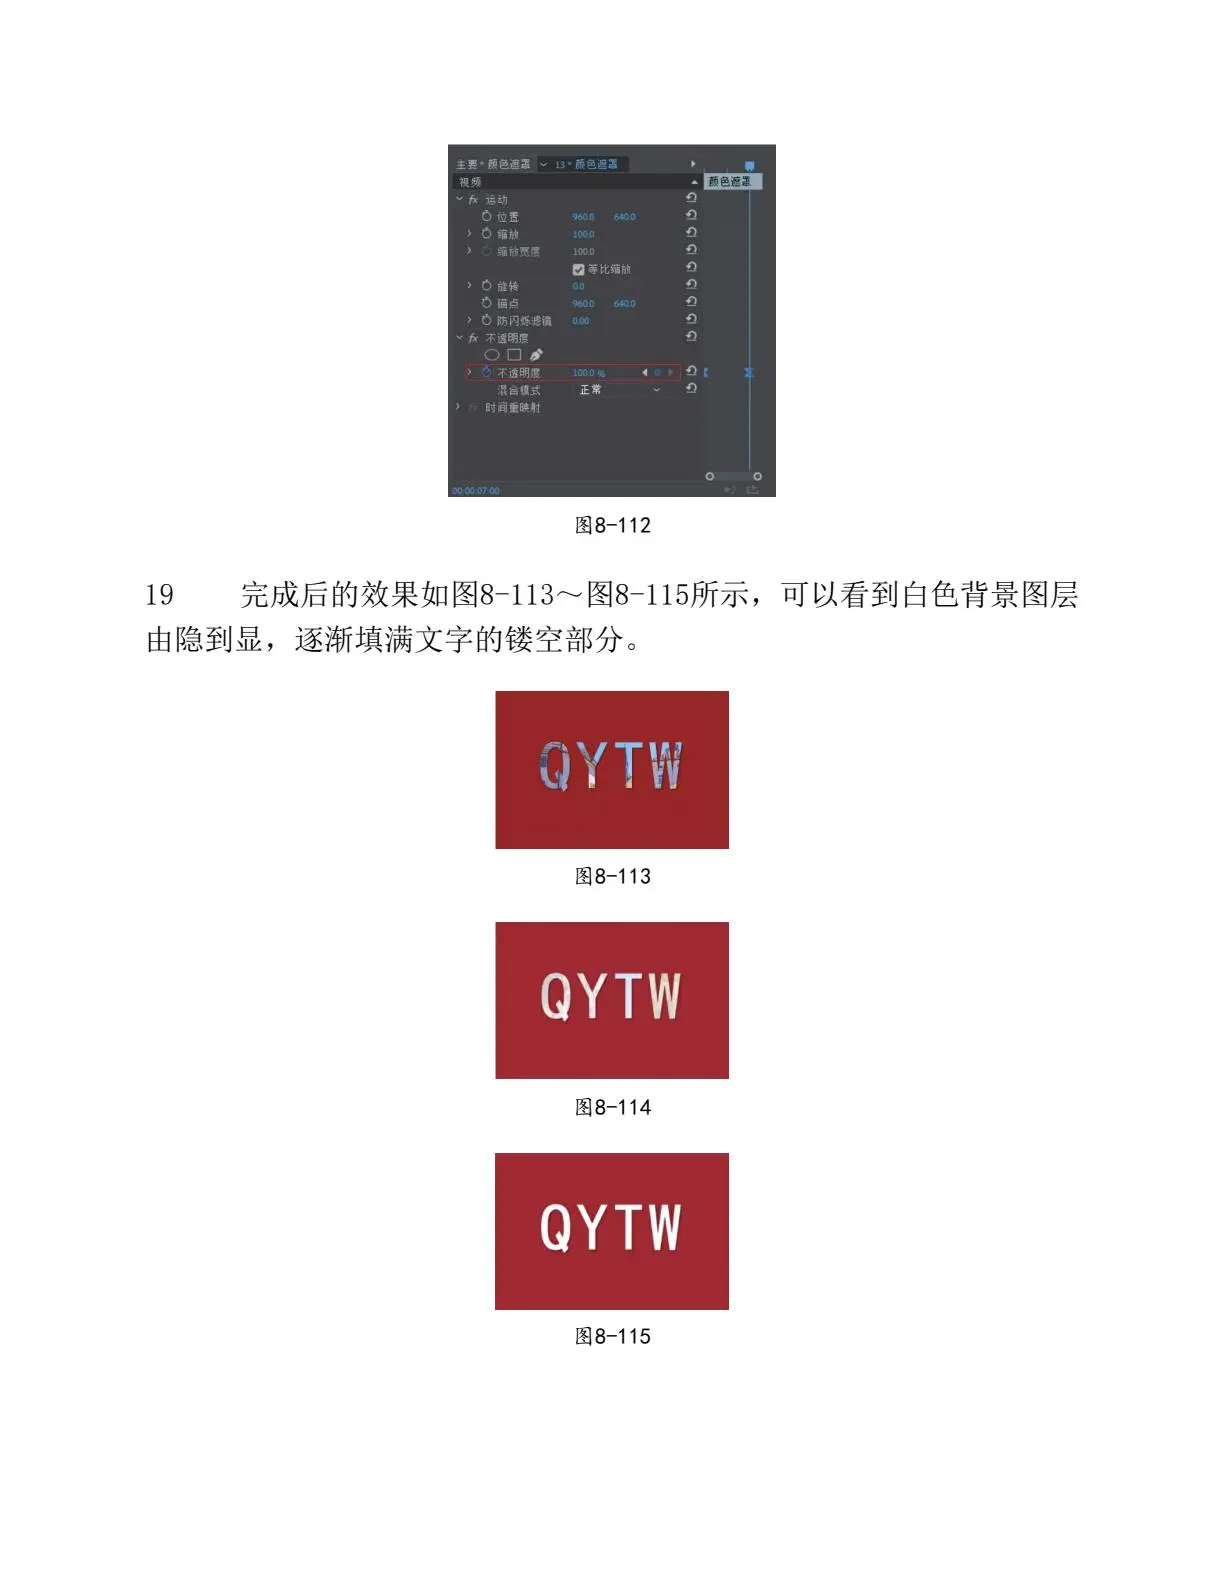 主要*颜色遮罩 13*颜色遮罩
视频 颜色遮罩
fx 运动
位置 960.0 640.0
缩放 100.0
缩放宽度 100.0
等比缩放
旋转 0.0
锚点 960.0 640.0
防闪烁滤镜 0.00
fx 不透明度
不透明度 100.0 %
混合模式 正常
fx 时间重映射
00:00:07:00
图8-112
19 完成后的效果如图8-113～图8-115所示，可以看到白色背景图层
由隐到显，逐渐填满文字的镂空部分。
QYTW
图8-113
QYTW
图8-114
QYTW
图8-115